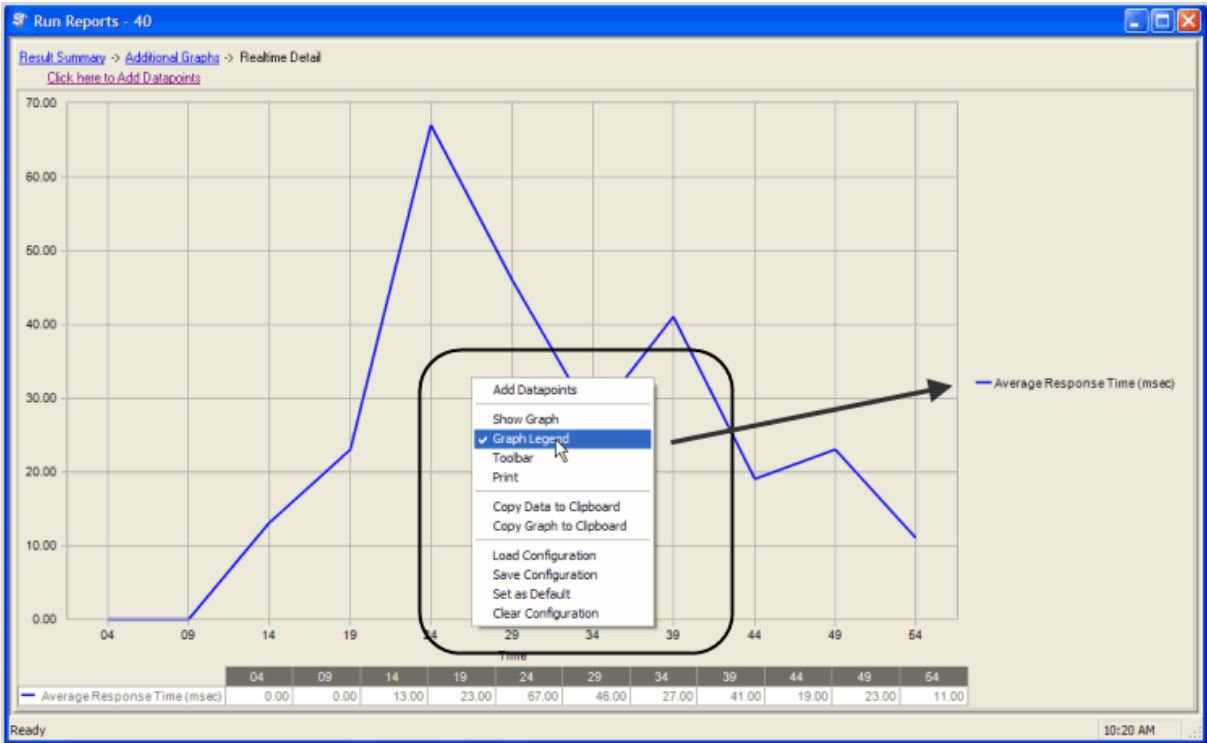 Run Reports - 40
Result Summary -> Additional Graphs -> Realtime Detail
Click here to Add Datapoints
70.00
60.00
50.00
40.00
30.00
20.00
10.00
0.00
Add Datapoints
Show Graph
Graph Legend
Toolbar
Print
Copy Data to Clipboard
Copy Graph to Clipboard
Load Configuration
Save Configuration
Set as Default
Clear Configuration
Average Response Time (msec)
04 09 14 19 24 29 34 39 44 49 54
Time
04 09 14 19 24 29 34 39 44 49 54
Average Response Time (msec) 0.00 0.00 13.00 23.00 67.00 46.00 27.00 41.00 19.00 23.00 11.00
Ready 10:20 AM